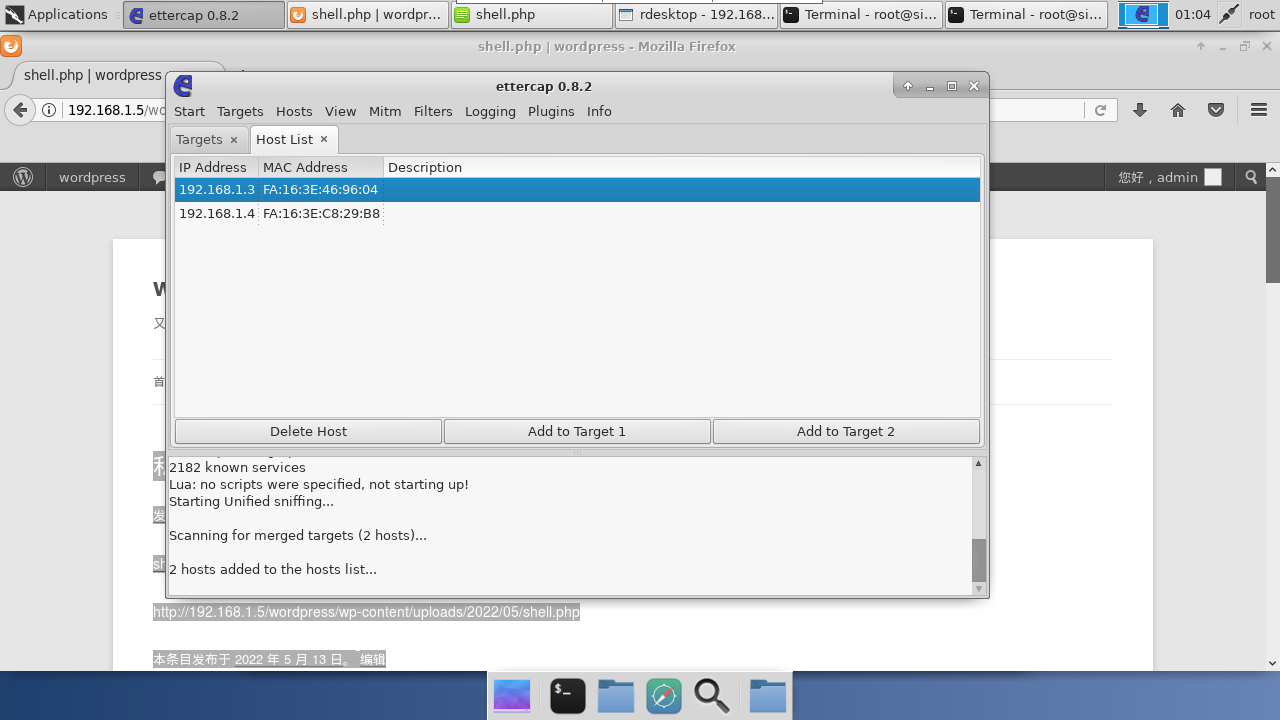 Applications
ettercap 0.8.2
shell.php | wordpr...
shell.php
rdesktop - 192.168...
Terminal - root@si...
Terminal - root@si...
01:04
root
shell.php | wordpress - Mozilla Firefox
shell.php | wordpress
192.168.1.5/wo
ettercap 0.8.2
Start Targets Hosts View Mitm Filters Logging Plugins Info
Targets × Host List ×
IP Address MAC Address Description
192.168.1.3 FA:16:3E:46:96:04
192.168.1.4 FA:16:3E:C8:29:B8
Delete Host Add to Target 1 Add to Target 2
2182 known services
Lua: no scripts were specified, not starting up!
Starting Unified sniffing...
Scanning for merged targets (2 hosts)...
2 hosts added to the hosts list...
wordpress
您好，admin
又
首
发
sh
http://192.168.1.5/wordpress/wp-content/uploads/2022/05/shell.php
本条目发布于 2022 年 5 月 13 日。 编辑